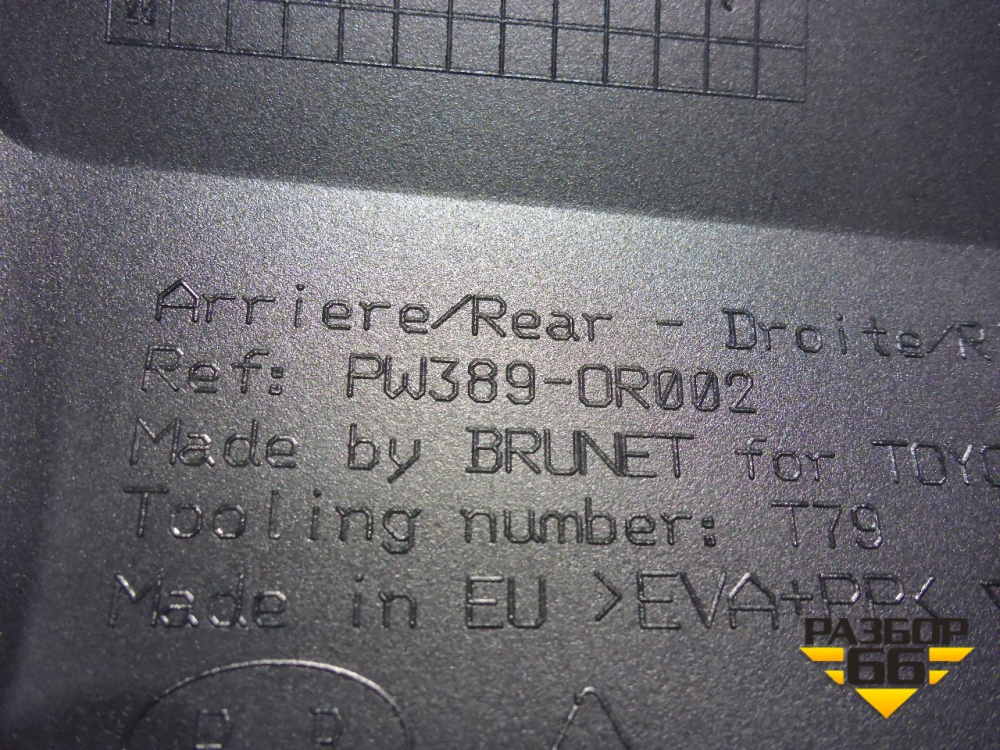 Arriere/Rear - Droits/R
Ref: PW389-0R002
Made by BRUNET for TOYO
Tooling number: T79
Made in EU >EVA+PP<
РАЗБОР
66